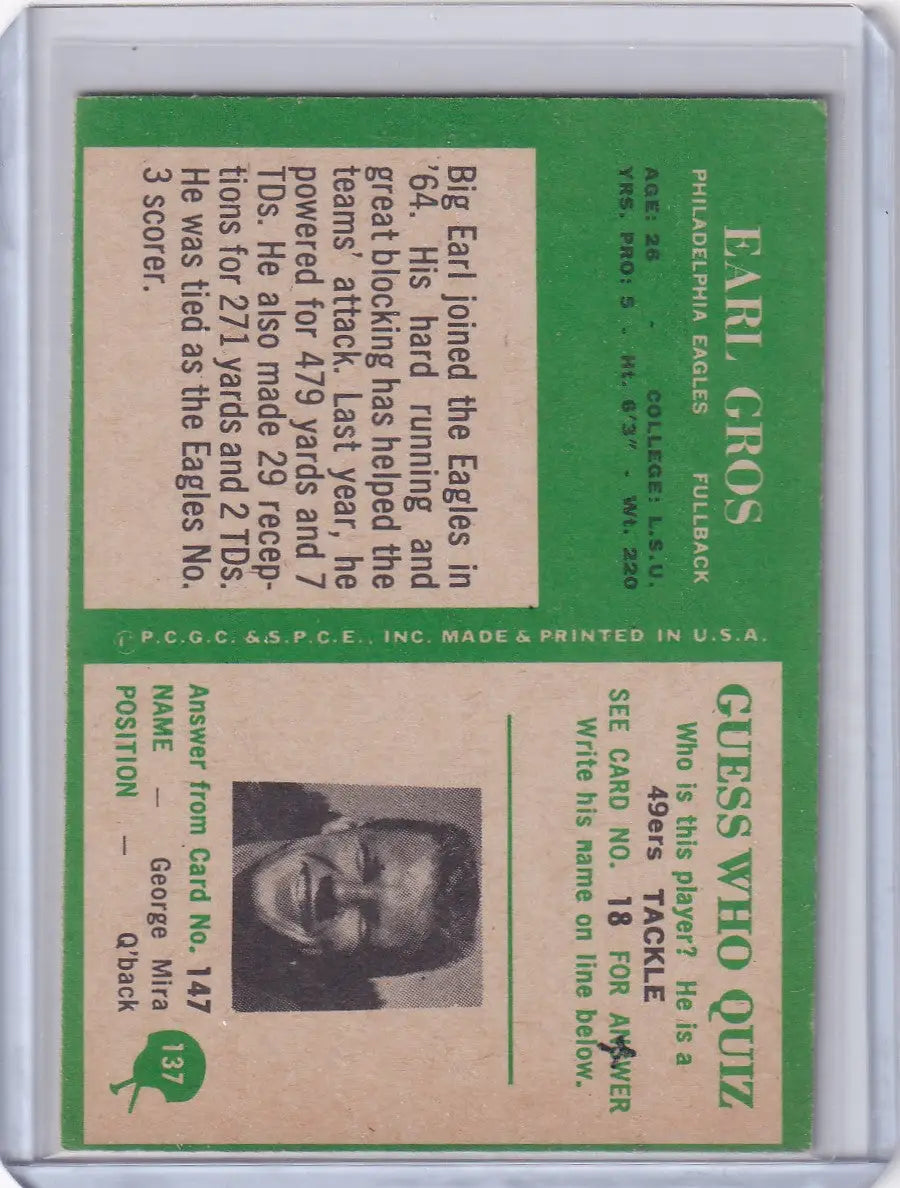 EARL GROS
PHILADELPHIA EAGLES FULLBACK
AGE: 26 - COLLEGE: L.S.U.
YRS. PRO: 5 - Ht. 6'3" - Wt. 220
Big Earl joined the Eagles in
'64. His hard running and
great blocking has helped the
teams' attack. Last year, he
powered for 479 yards and 7
TDs. He also made 29 recep-
tions for 271 yards and 2 TDs.
He was tied as the Eagles No.
3 scorer.
© P.C.G.C. & S.P.C.E., INC. MADE & PRINTED IN U.S.A.
GUESS WHO QUIZ
Who is this player? He is a
49ers TACKLE
SEE CARD NO. 18 FOR ANSWER
Write his name on line below.
Answer from Card No. 147
NAME — George Mira
POSITION — Q'back
137